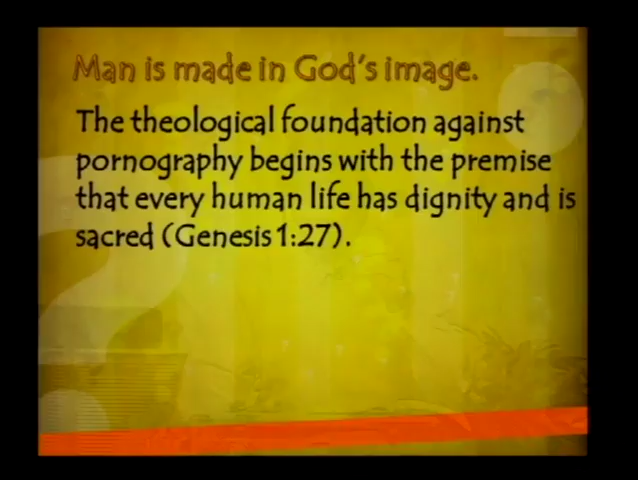 Man is made in God's image.
The theological foundation against
pornography begins with the premise
that every human life has dignity and is
sacred (Genesis 1:27).